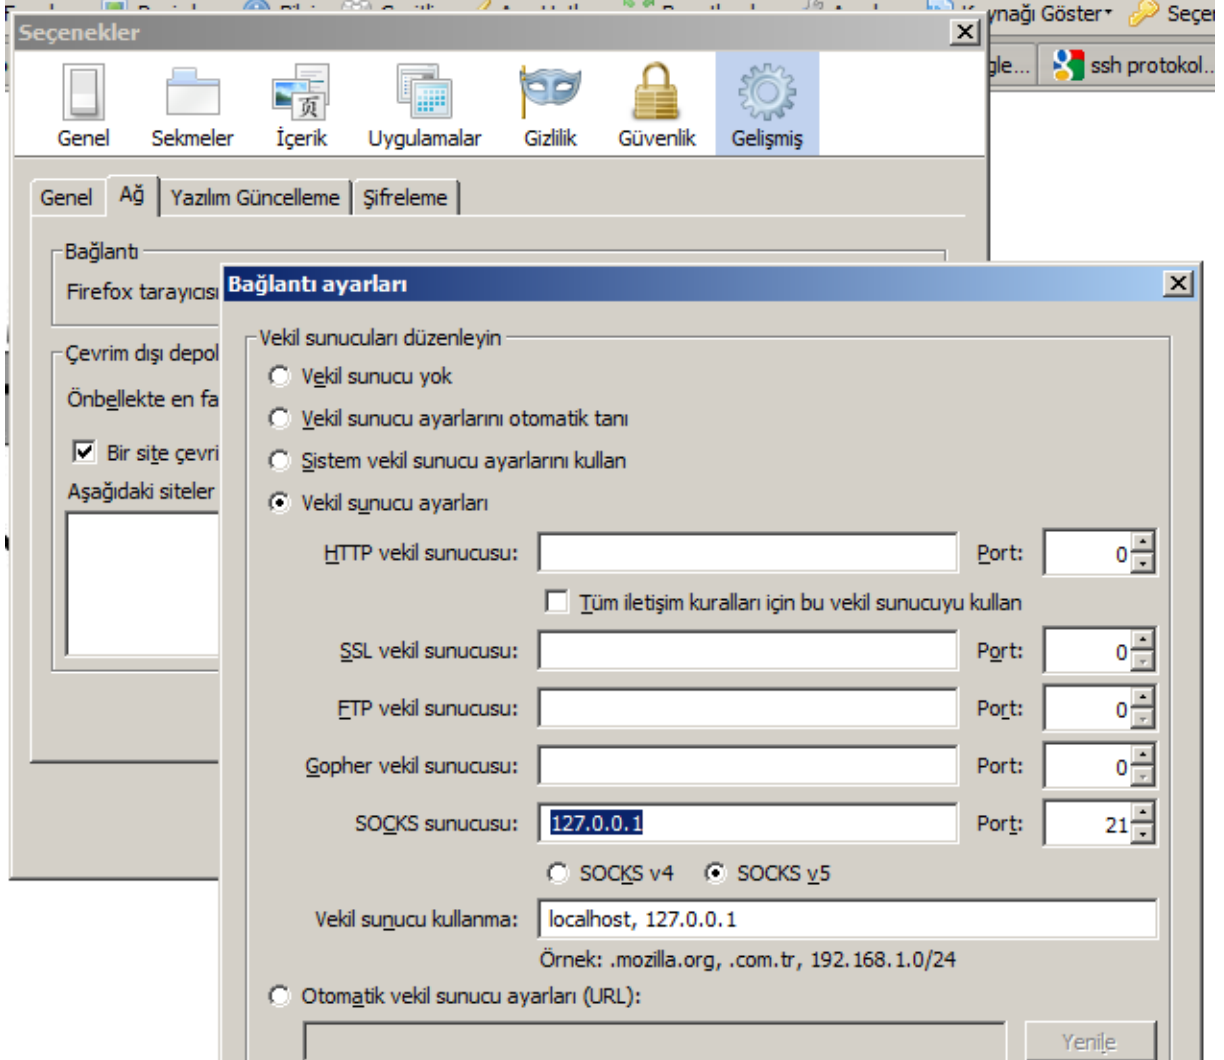 Göster
Seçen
Seçenekler
gle...
ssh protokol...
页
Genel Sekmeler İçerik Uygulamalar Gizlilik Güvenlik Gelişmiş
Genel Ağ Yazılım Güncelleme Şifreleme
Bağlantı
Firefox tarayıcısı
Bağlantı ayarları
Çevrim dışı depol
Önbellekte en fa
Bir site çevri
Aşağıdaki siteler
Vekil sunucuları düzenleyin
Vekil sunucu yok
Vekil sunucu ayarlarını otomatik tanı
Sistem vekil sunucu ayarlarını kullan
Vekil sunucu ayarları
HTTP vekil sunucusu: Port: 0
Tüm iletişim kuralları için bu vekil sunucuyu kullan
SSL vekil sunucusu: Port: 0
FTP vekil sunucusu: Port: 0
Gopher vekil sunucusu: Port: 0
SOCKS sunucusu: 127.0.0.1 Port: 21
SOCKS v4 SOCKS v5
Vekil sunucu kullanma: localhost, 127.0.0.1
Örnek: .mozilla.org, .com.tr, 192.168.1.0/24
Otomatik vekil sunucu ayarları (URL):
Yenile